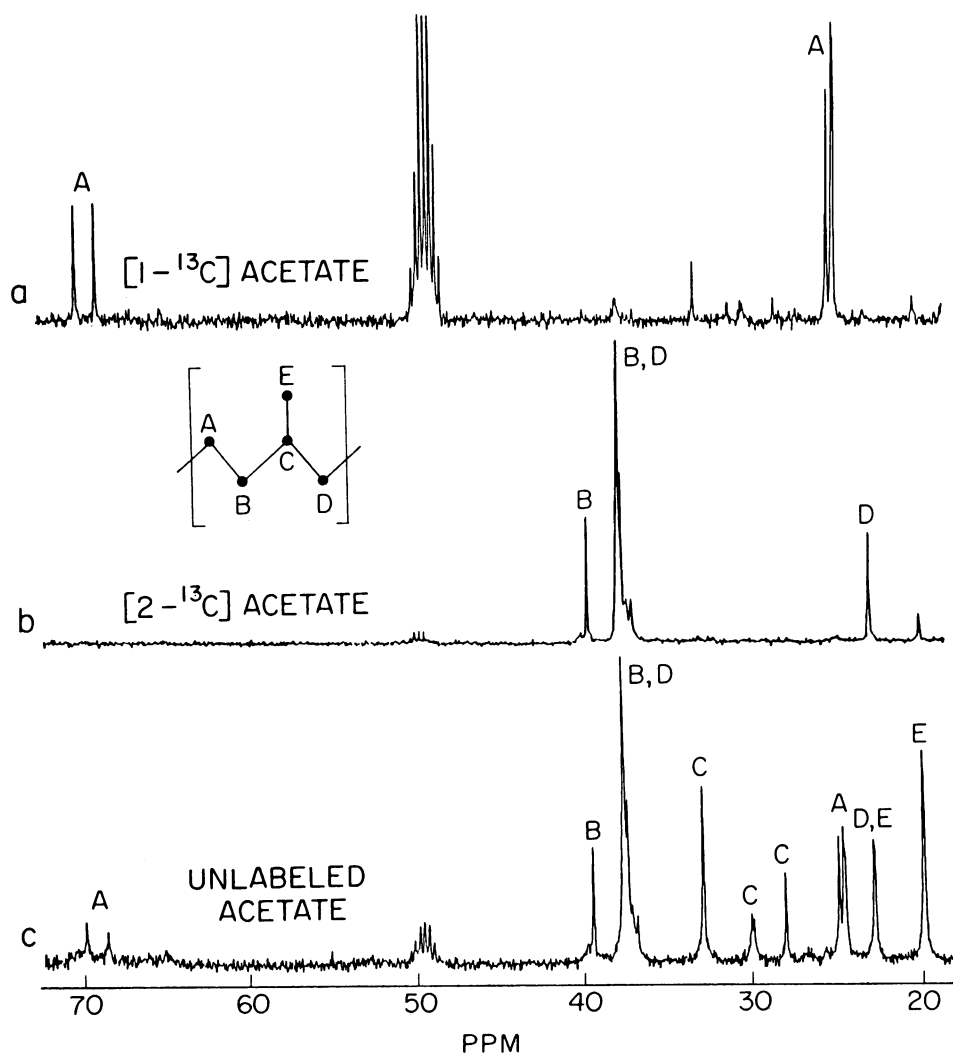 A
A
[1-¹³C] ACETATE
a
B, D
E
A
C
B
D
B
D
[2-¹³C] ACETATE
b
B, D
E
C
A
D, E
B
C
UNLABELED
ACETATE
C
A
c
70 60 50 40 30 20
PPM